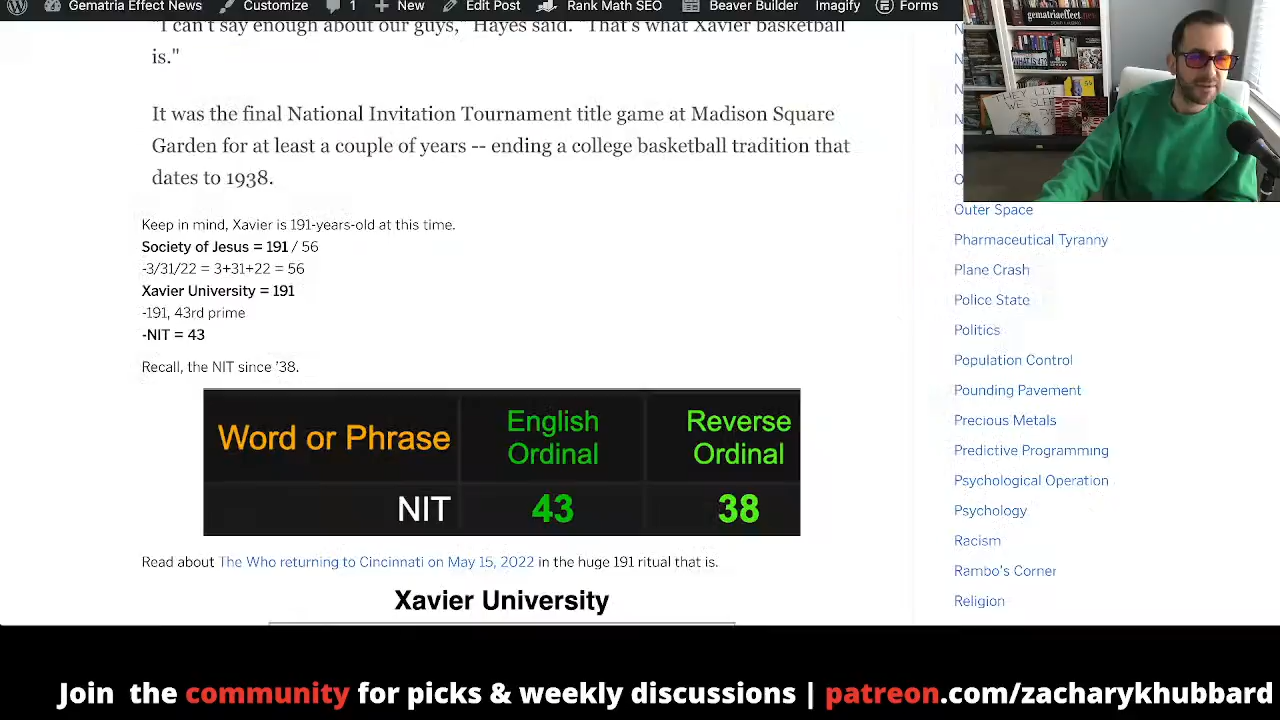 Gematria Effect News Customize 1 New Edit Post Rank Math SEO Beaver Builder Imagify Forms
"I can't say enough about our guys," Hayes said. "That's what Xavier basketball
is."
It was the final National Invitation Tournament title game at Madison Square
Garden for at least a couple of years -- ending a college basketball tradition that
dates to 1938.
Keep in mind, Xavier is 191-years-old at this time.
Society of Jesus = 191 / 56
-3/31/22 = 3+31+22 = 56
Xavier University = 191
-191, 43rd prime
-NIT = 43
Recall, the NIT since '38.
Word or Phrase
English
Ordinal
Reverse
Ordinal
NIT 43 38
Read about The Who returning to Cincinnati on May 15, 2022 in the huge 191 ritual that is.
Xavier University
gematriaeffect.news
THEY LIVE
WE SLEEP
Outer Space
Pharmaceutical Tyranny
Plane Crash
Police State
Politics
Population Control
Pounding Pavement
Precious Metals
Predictive Programming
Psychological Operation
Psychology
Racism
Rambo's Corner
Religion
Join the community for picks & weekly discussions | patreon.com/zacharykhubbard